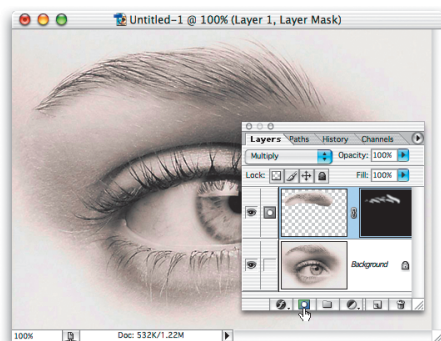 Untitled-1 @ 100% (Layer 1, Layer Mask)
Layers Paths History Channels
Multiply Opacity: 100%
Lock: Fill: 100%
Background
100% Doc: 532K/1.22M